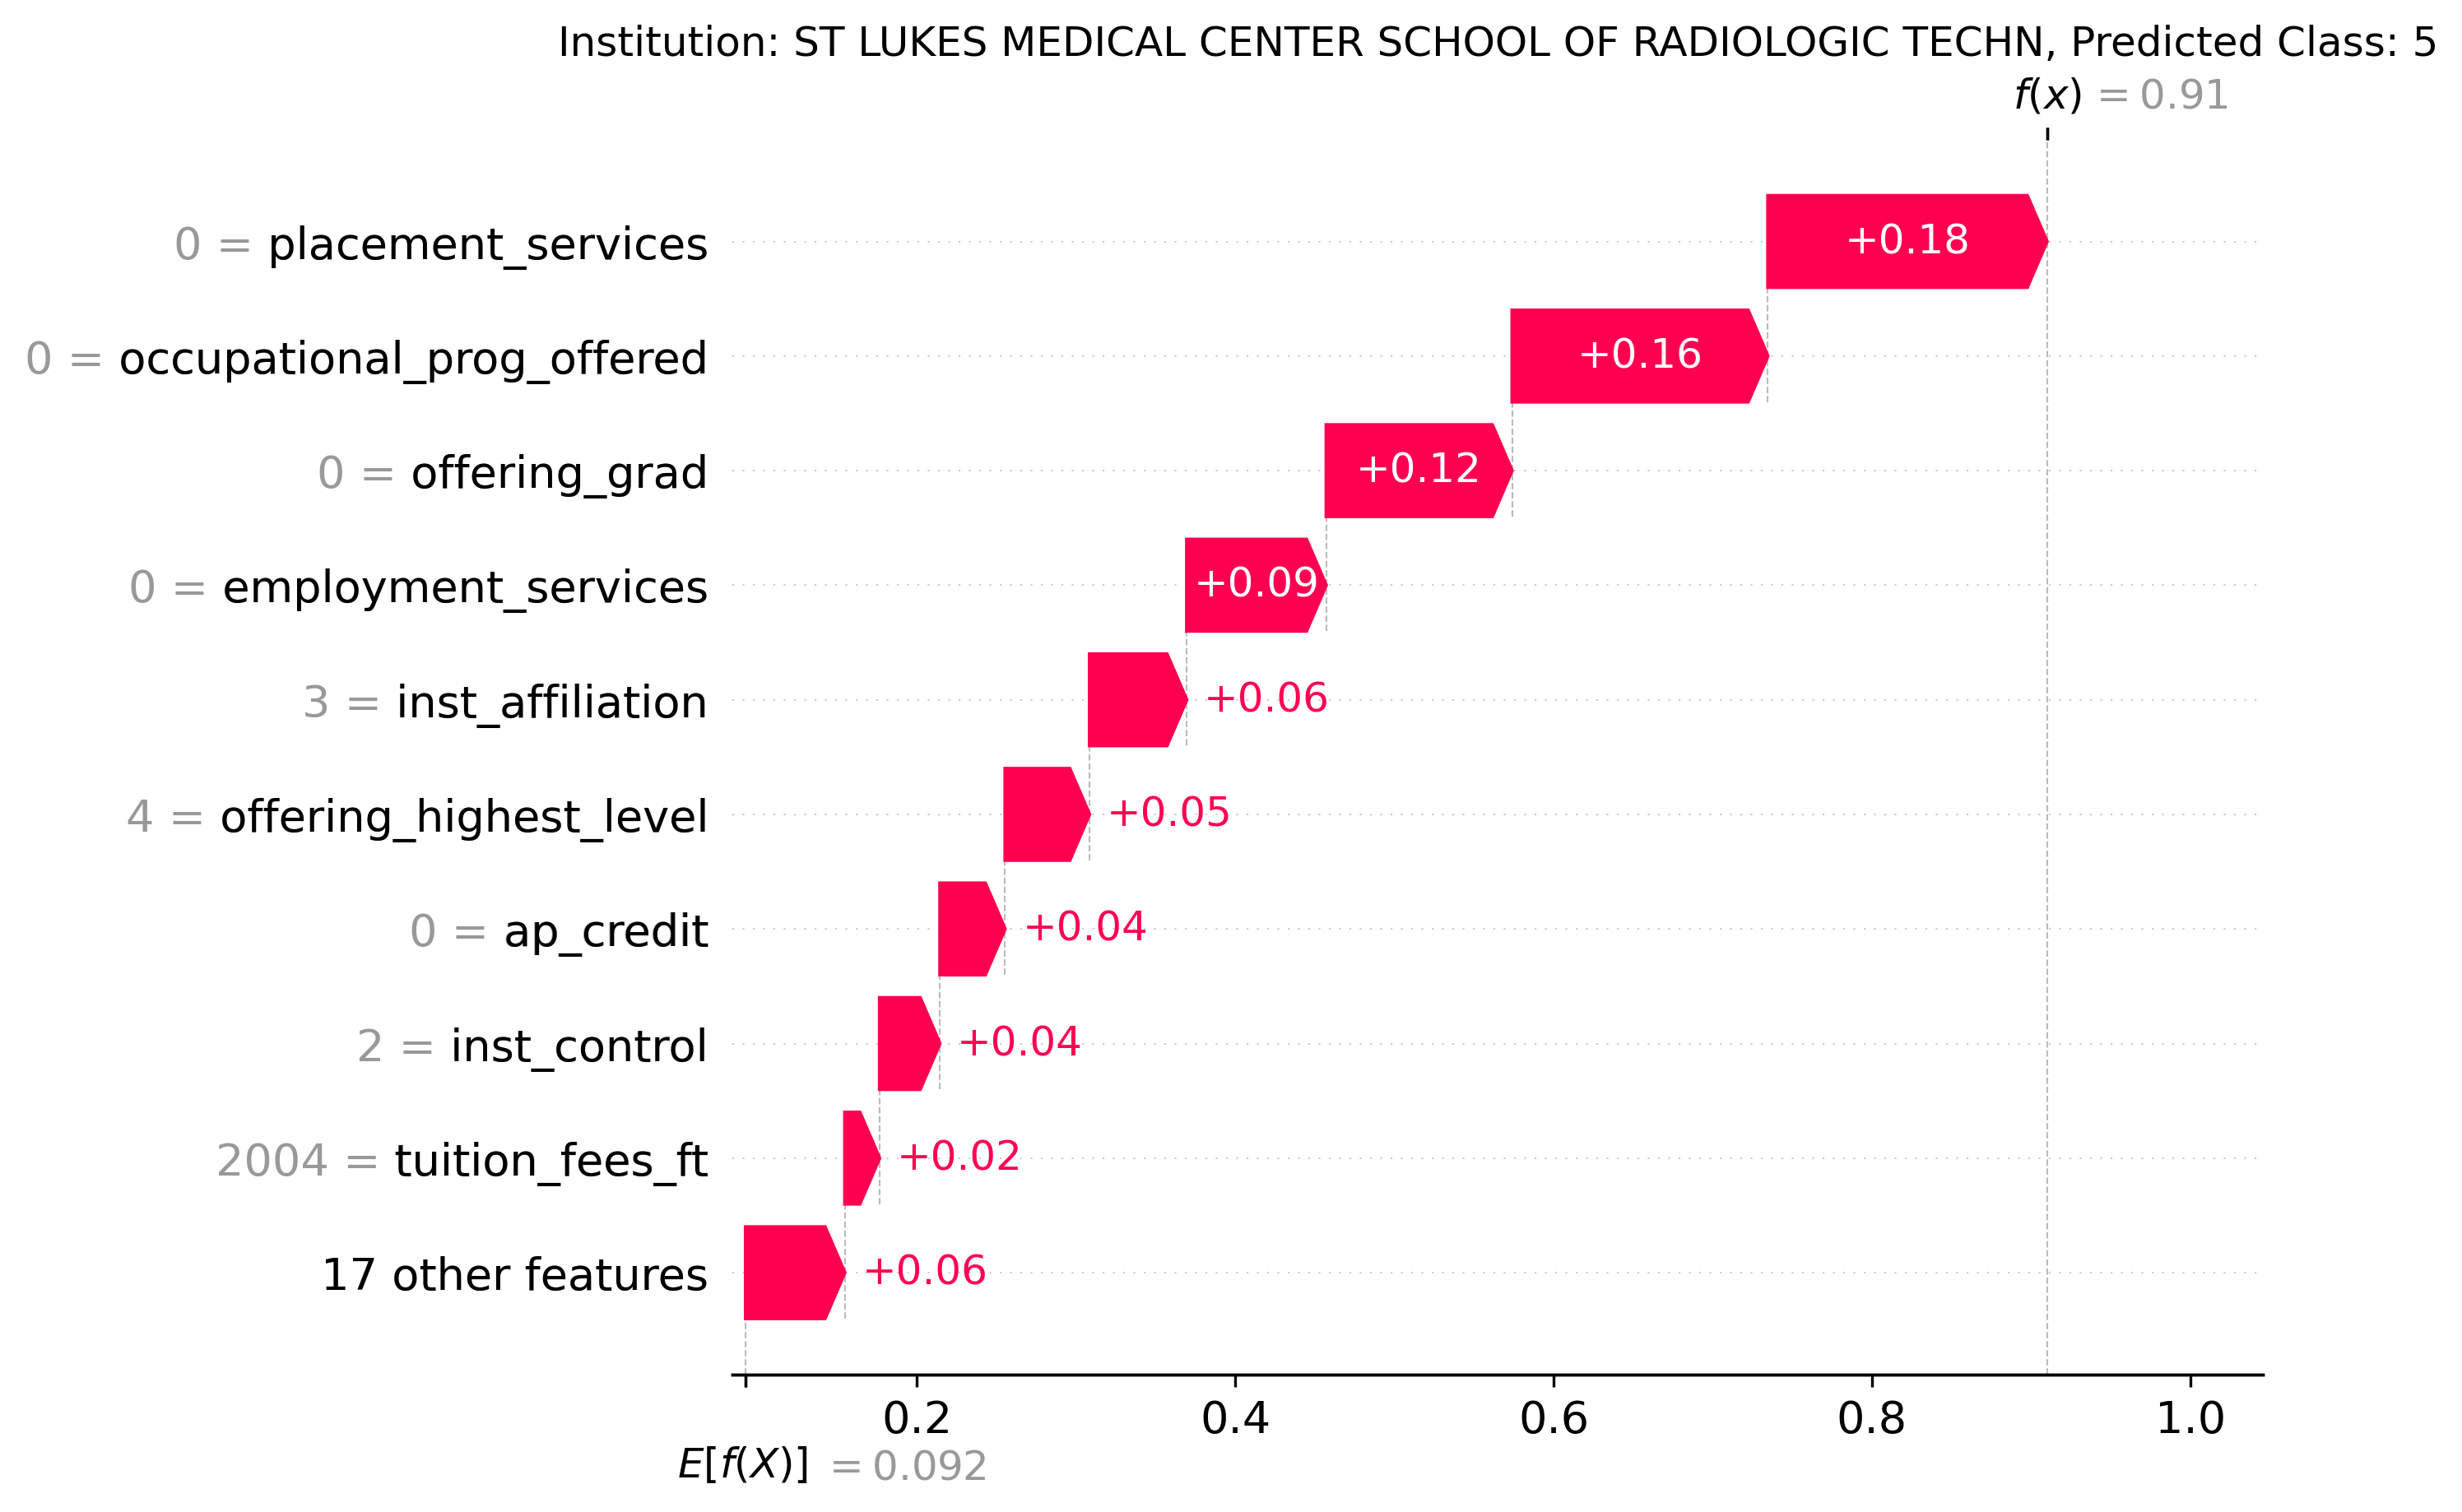 Institution: ST LUKES MEDICAL CENTER SCHOOL OF RADIOLOGIC TECHN, Predicted Class: 5
f(x) = 0.91
0 = placement_services +0.18
0 = occupational_prog_offered +0.16
0 = offering_grad +0.12
0 = employment_services +0.09
3 = inst_affiliation +0.06
4 = offering_highest_level +0.05
0 = ap_credit +0.04
2 = inst_control +0.04
2004 = tuition_fees_ft +0.02
17 other features +0.06
0.2 0.4 0.6 0.8 1.0
E[f(X)] = 0.092